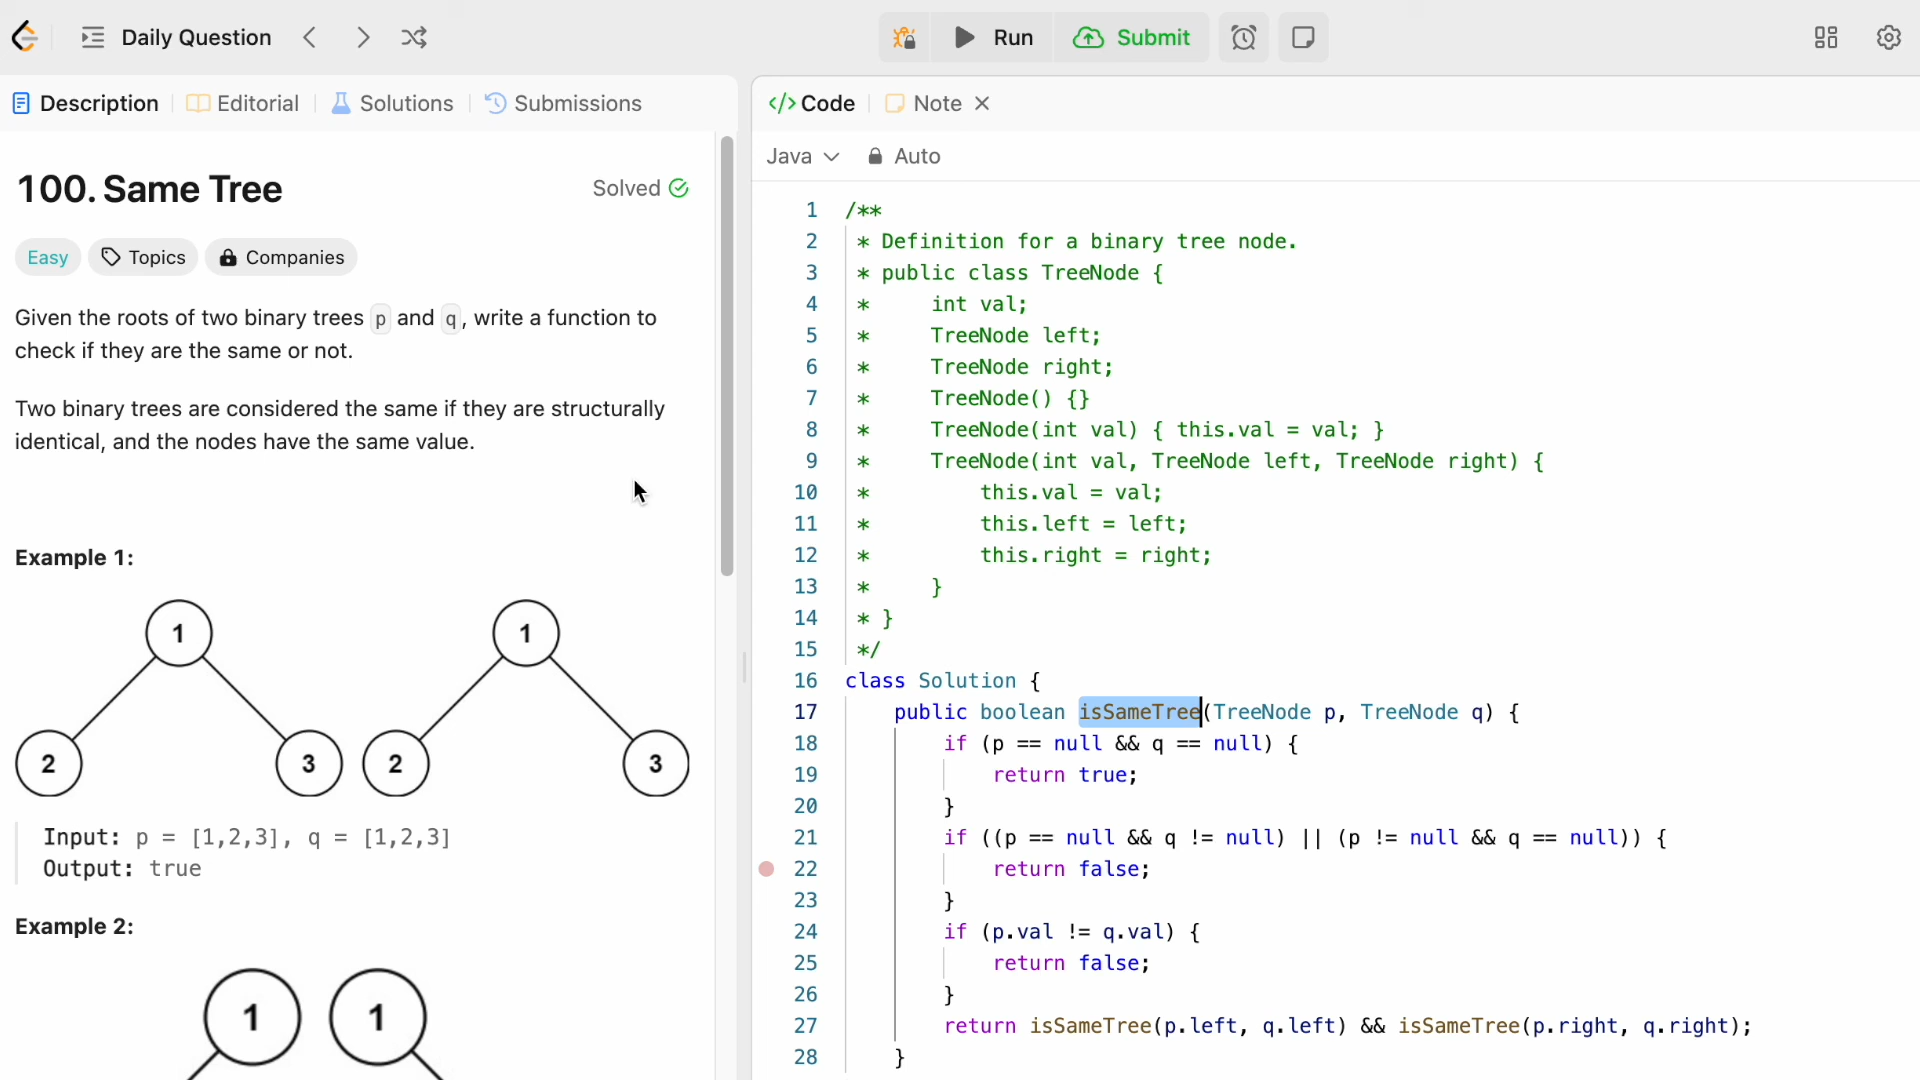 Daily Question
Run
Submit
Description
Editorial
Solutions
Submissions
100. Same Tree
Solved
Easy
Topics
Companies
Given the roots of two binary trees p and q, write a function to
check if they are the same or not.
Two binary trees are considered the same if they are structurally
identical, and the nodes have the same value.
Example 1:
1
1
2
3
2
3
Input: p = [1,2,3], q = [1,2,3]
Output: true
Example 2:
1
1
</> Code
Note
Java
Auto
1 /**
2 * Definition for a binary tree node.
3 * public class TreeNode {
4 *     int val;
5 *     TreeNode left;
6 *     TreeNode right;
7 *     TreeNode() {}
8 *     TreeNode(int val) { this.val = val; }
9 *     TreeNode(int val, TreeNode left, TreeNode right) {
10 *         this.val = val;
11 *         this.left = left;
12 *         this.right = right;
13 *     }
14 * }
15 */
16 class Solution {
17     public boolean isSameTree(TreeNode p, TreeNode q) {
18         if (p == null && q == null) {
19             return true;
20         }
21         if ((p == null && q != null) || (p != null && q == null)) {
22             return false;
23         }
24         if (p.val != q.val) {
25             return false;
26         }
27         return isSameTree(p.left, q.left) && isSameTree(p.right, q.right);
28     }